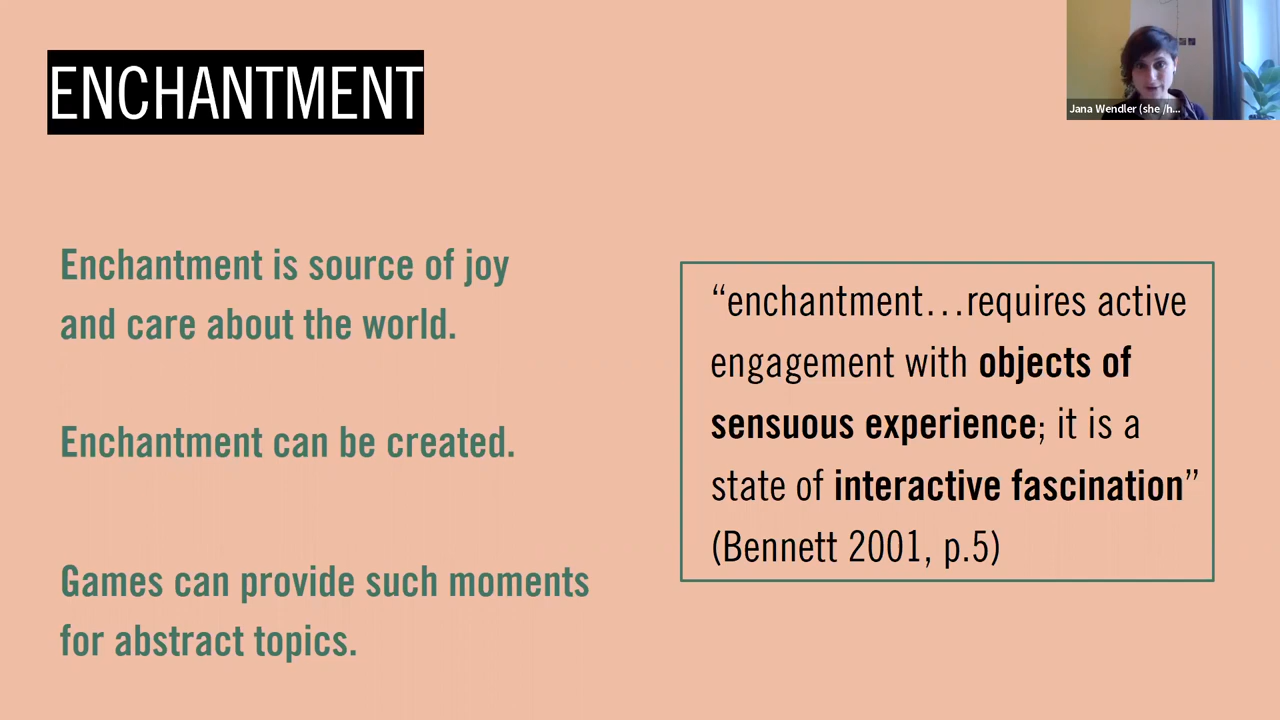 ENCHANTMENT
Jana Wendler (she /h...
Enchantment is source of joy
and care about the world.
Enchantment can be created.
Games can provide such moments
for abstract topics.
“enchantment…requires active
engagement with objects of
sensuous experience; it is a
state of interactive fascination”
(Bennett 2001, p.5)